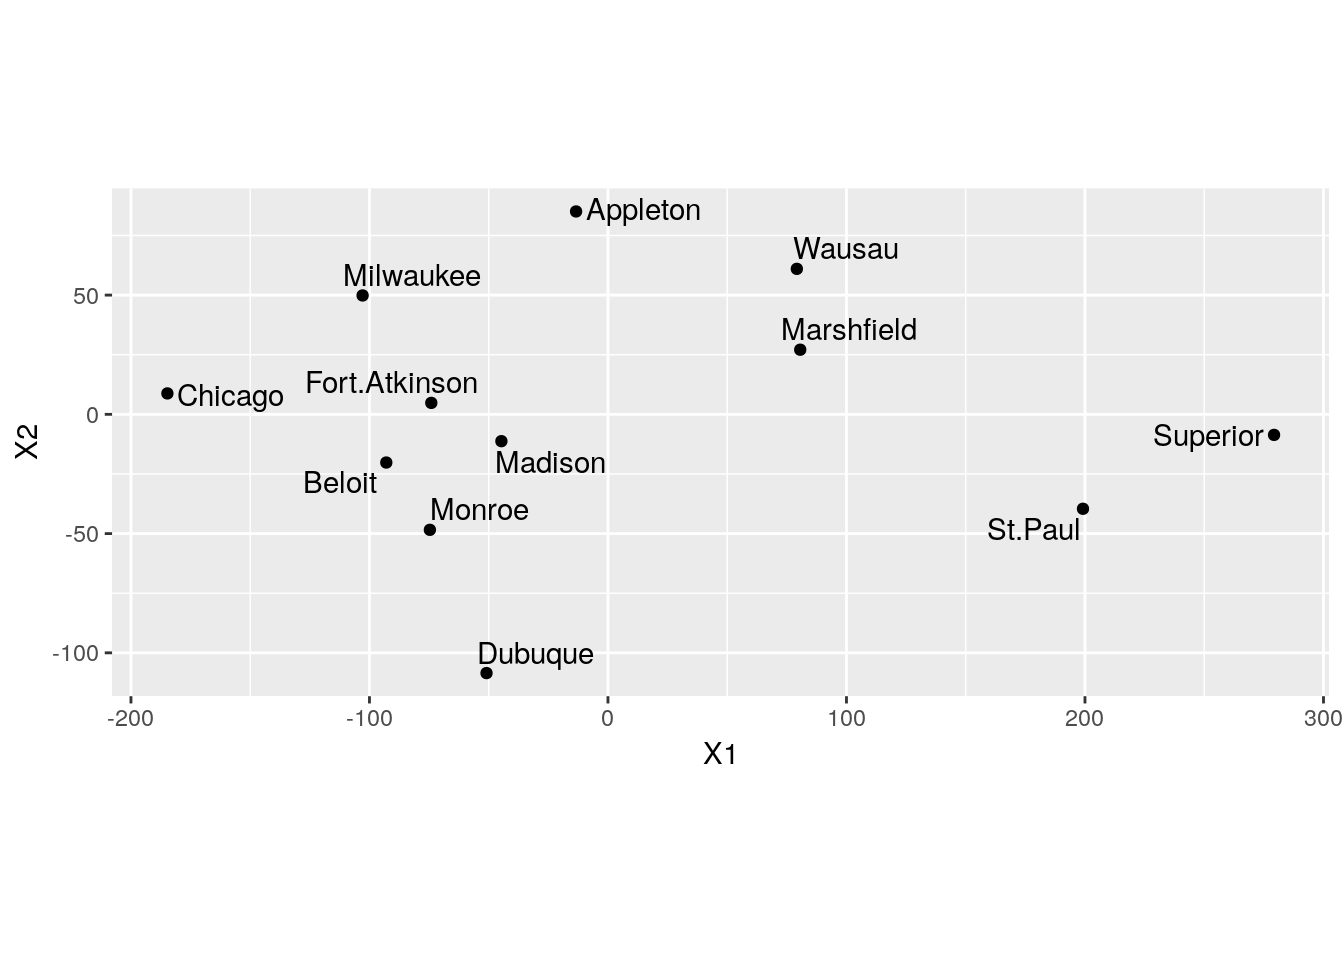 Appleton
Wausau
Milwaukee
50
Marshfield
Fort.Atkinson
Chicago
0
X2
Superior
Madison
Beloit
Monroe
St.Paul
-50
Dubuque
-100
-200 -100 0 100 200 300
X1